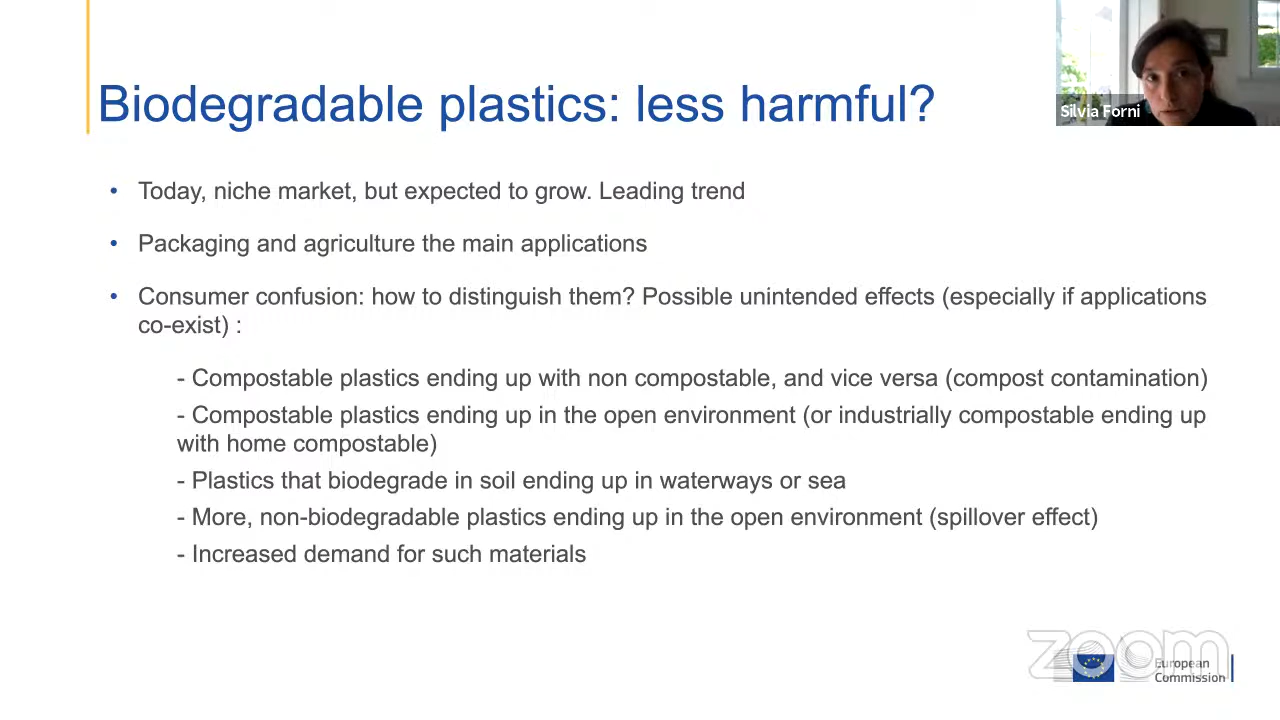 Biodegradable plastics: less harmful?
Silvia Forni
• Today, niche market, but expected to grow. Leading trend
• Packaging and agriculture the main applications
• Consumer confusion: how to distinguish them? Possible unintended effects (especially if applications
co-exist) :
- Compostable plastics ending up with non compostable, and vice versa (compost contamination)
- Compostable plastics ending up in the open environment (or industrially compostable ending up
with home compostable)
- Plastics that biodegrade in soil ending up in waterways or sea
- More, non-biodegradable plastics ending up in the open environment (spillover effect)
- Increased demand for such materials
zoom
European
Commission